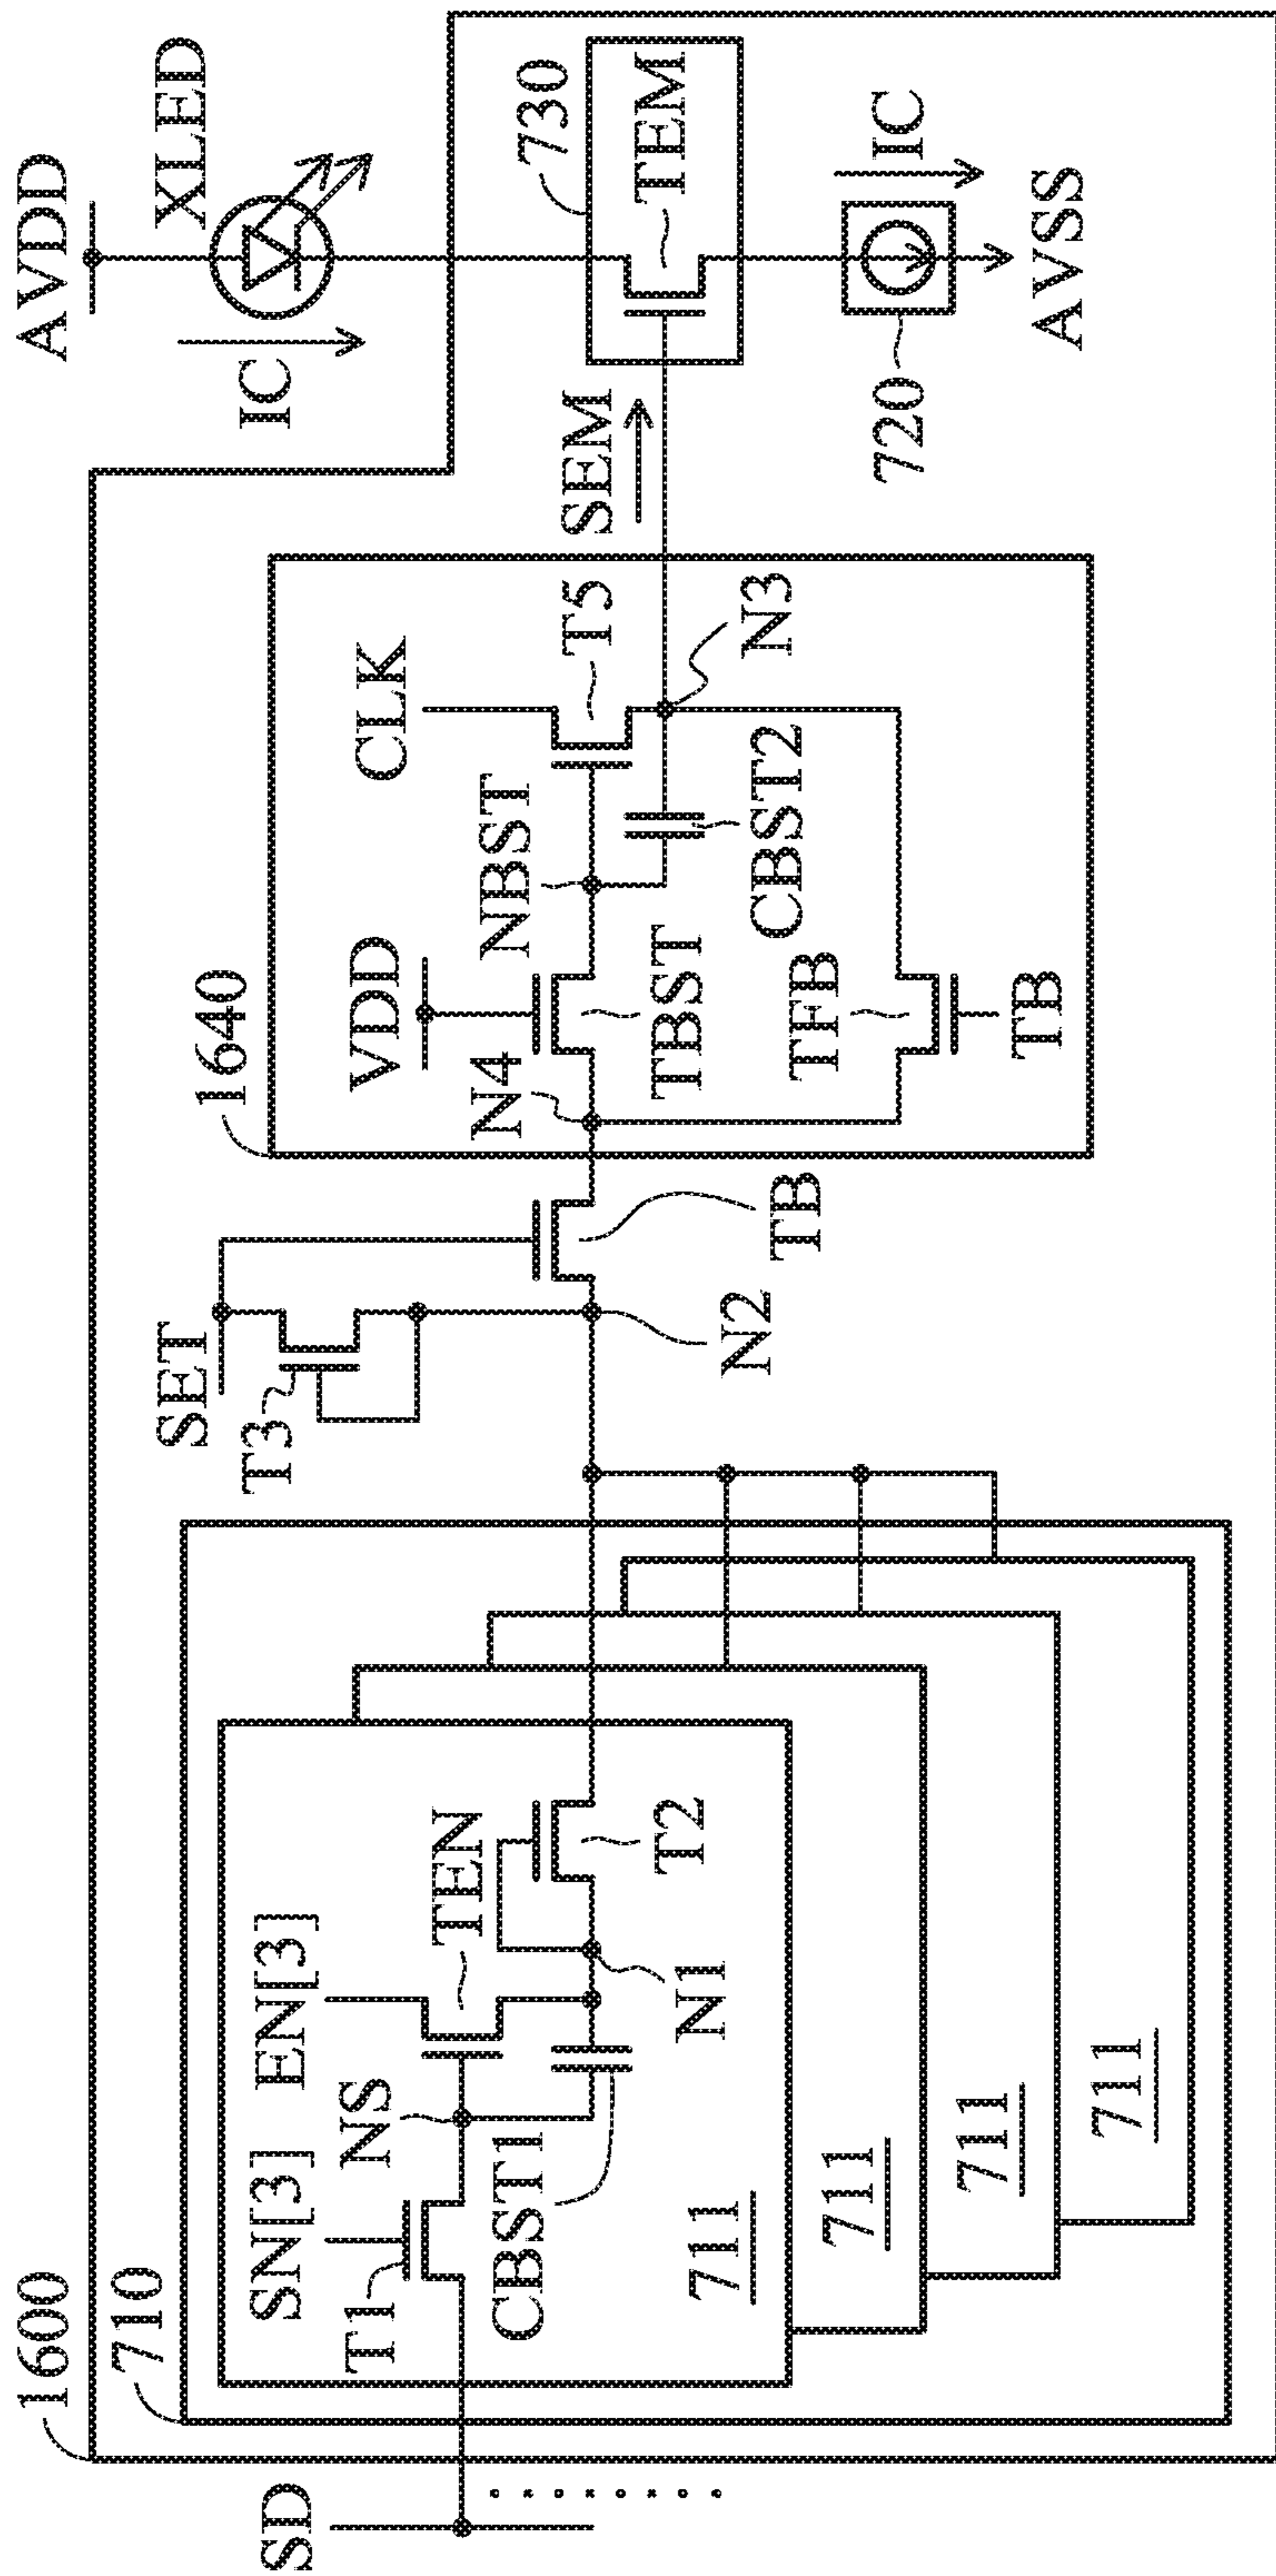 1600
710
SD
SN[3]
EN[3]
T1
NS
TEN
CBST1
N1
T2
711
711
711
711
SET
T3
N2
TB
1640
VDD
N4
NBST
TBST
CLK
T5
CBST2
N3
TFB
TB
SEM
AVDD
XLED
IC
730
TEM
IC
720
AVSS